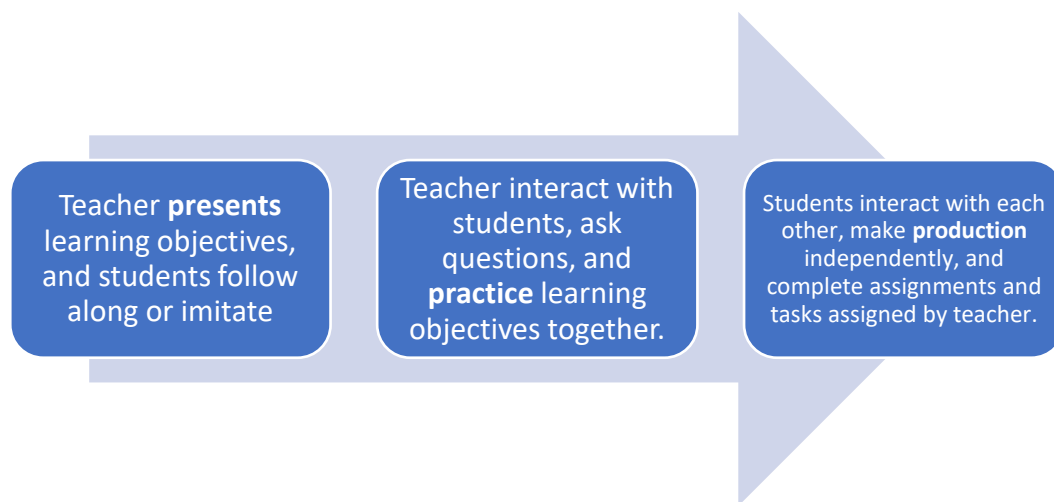 Teacher presents
learning objectives,
and students follow
along or imitate
Teacher interact with
students, ask
questions, and
practice learning
objectives together.
Students interact with each
other, make production
independently, and
complete assignments and
tasks assigned by teacher.